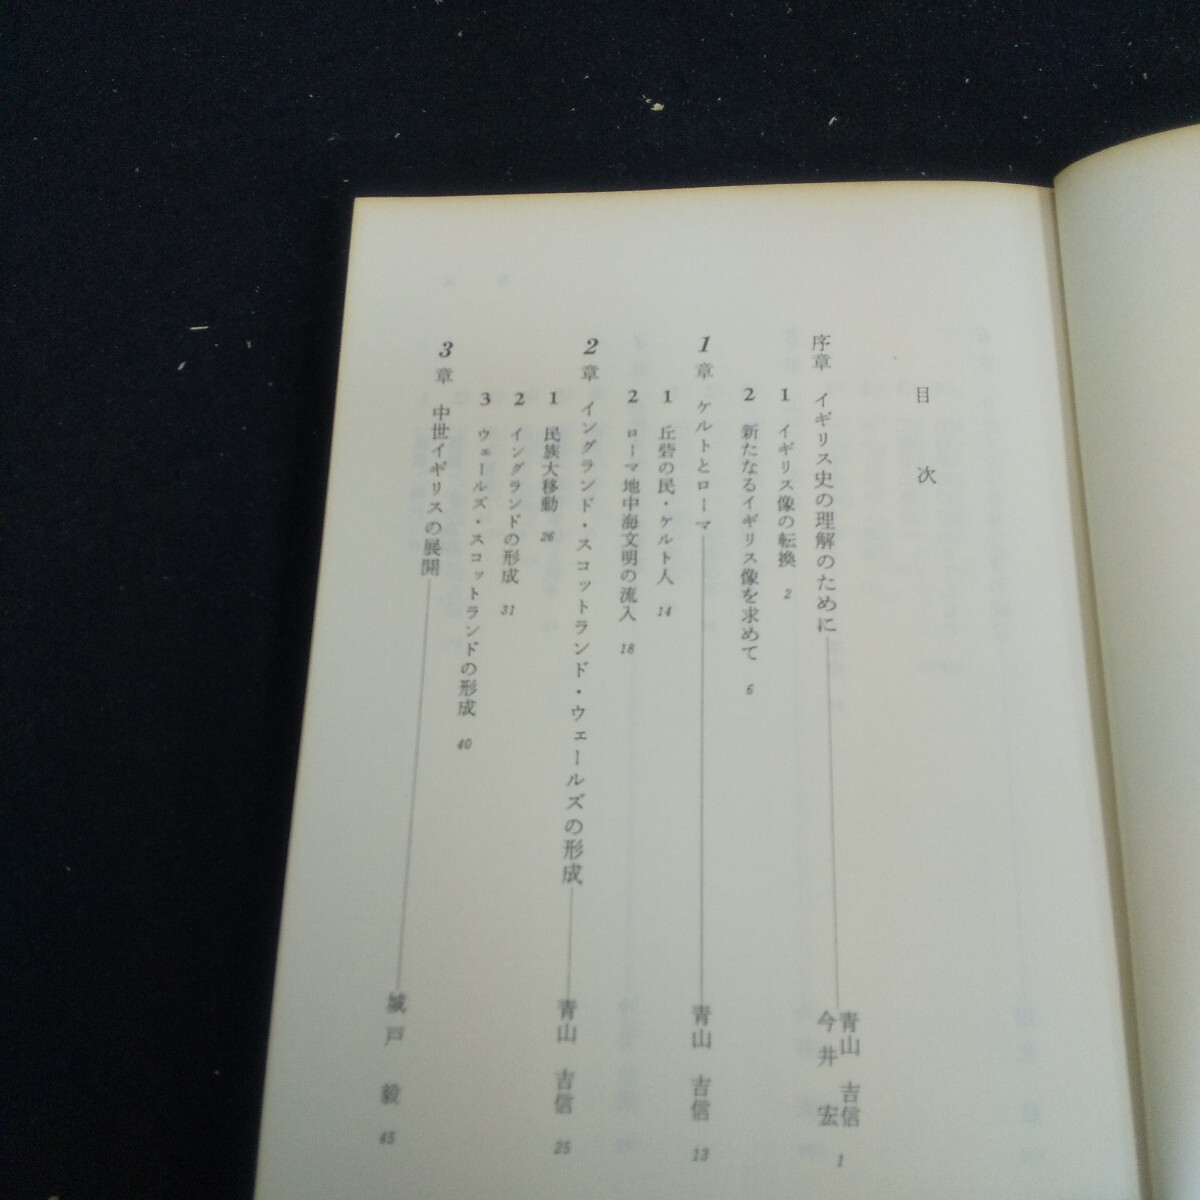 目次
序章 イギリス史の理解のために 青山吉信 今井宏 1
1 イギリス像の転換 2
2 新たなるイギリス像を求めて 6
1章 ケルトとローマ 青山吉信 13
1 丘砦の民・ケルト人 14
2 ローマ地中海文明の流入 18
2章 イングランド・スコットランド・ウェールズの形成 青山吉信 25
1 民族大移動 26
2 イングランドの形成 31
3 ウェールズ・スコットランドの形成 40
3章 中世イギリスの展開 城戸毅 45